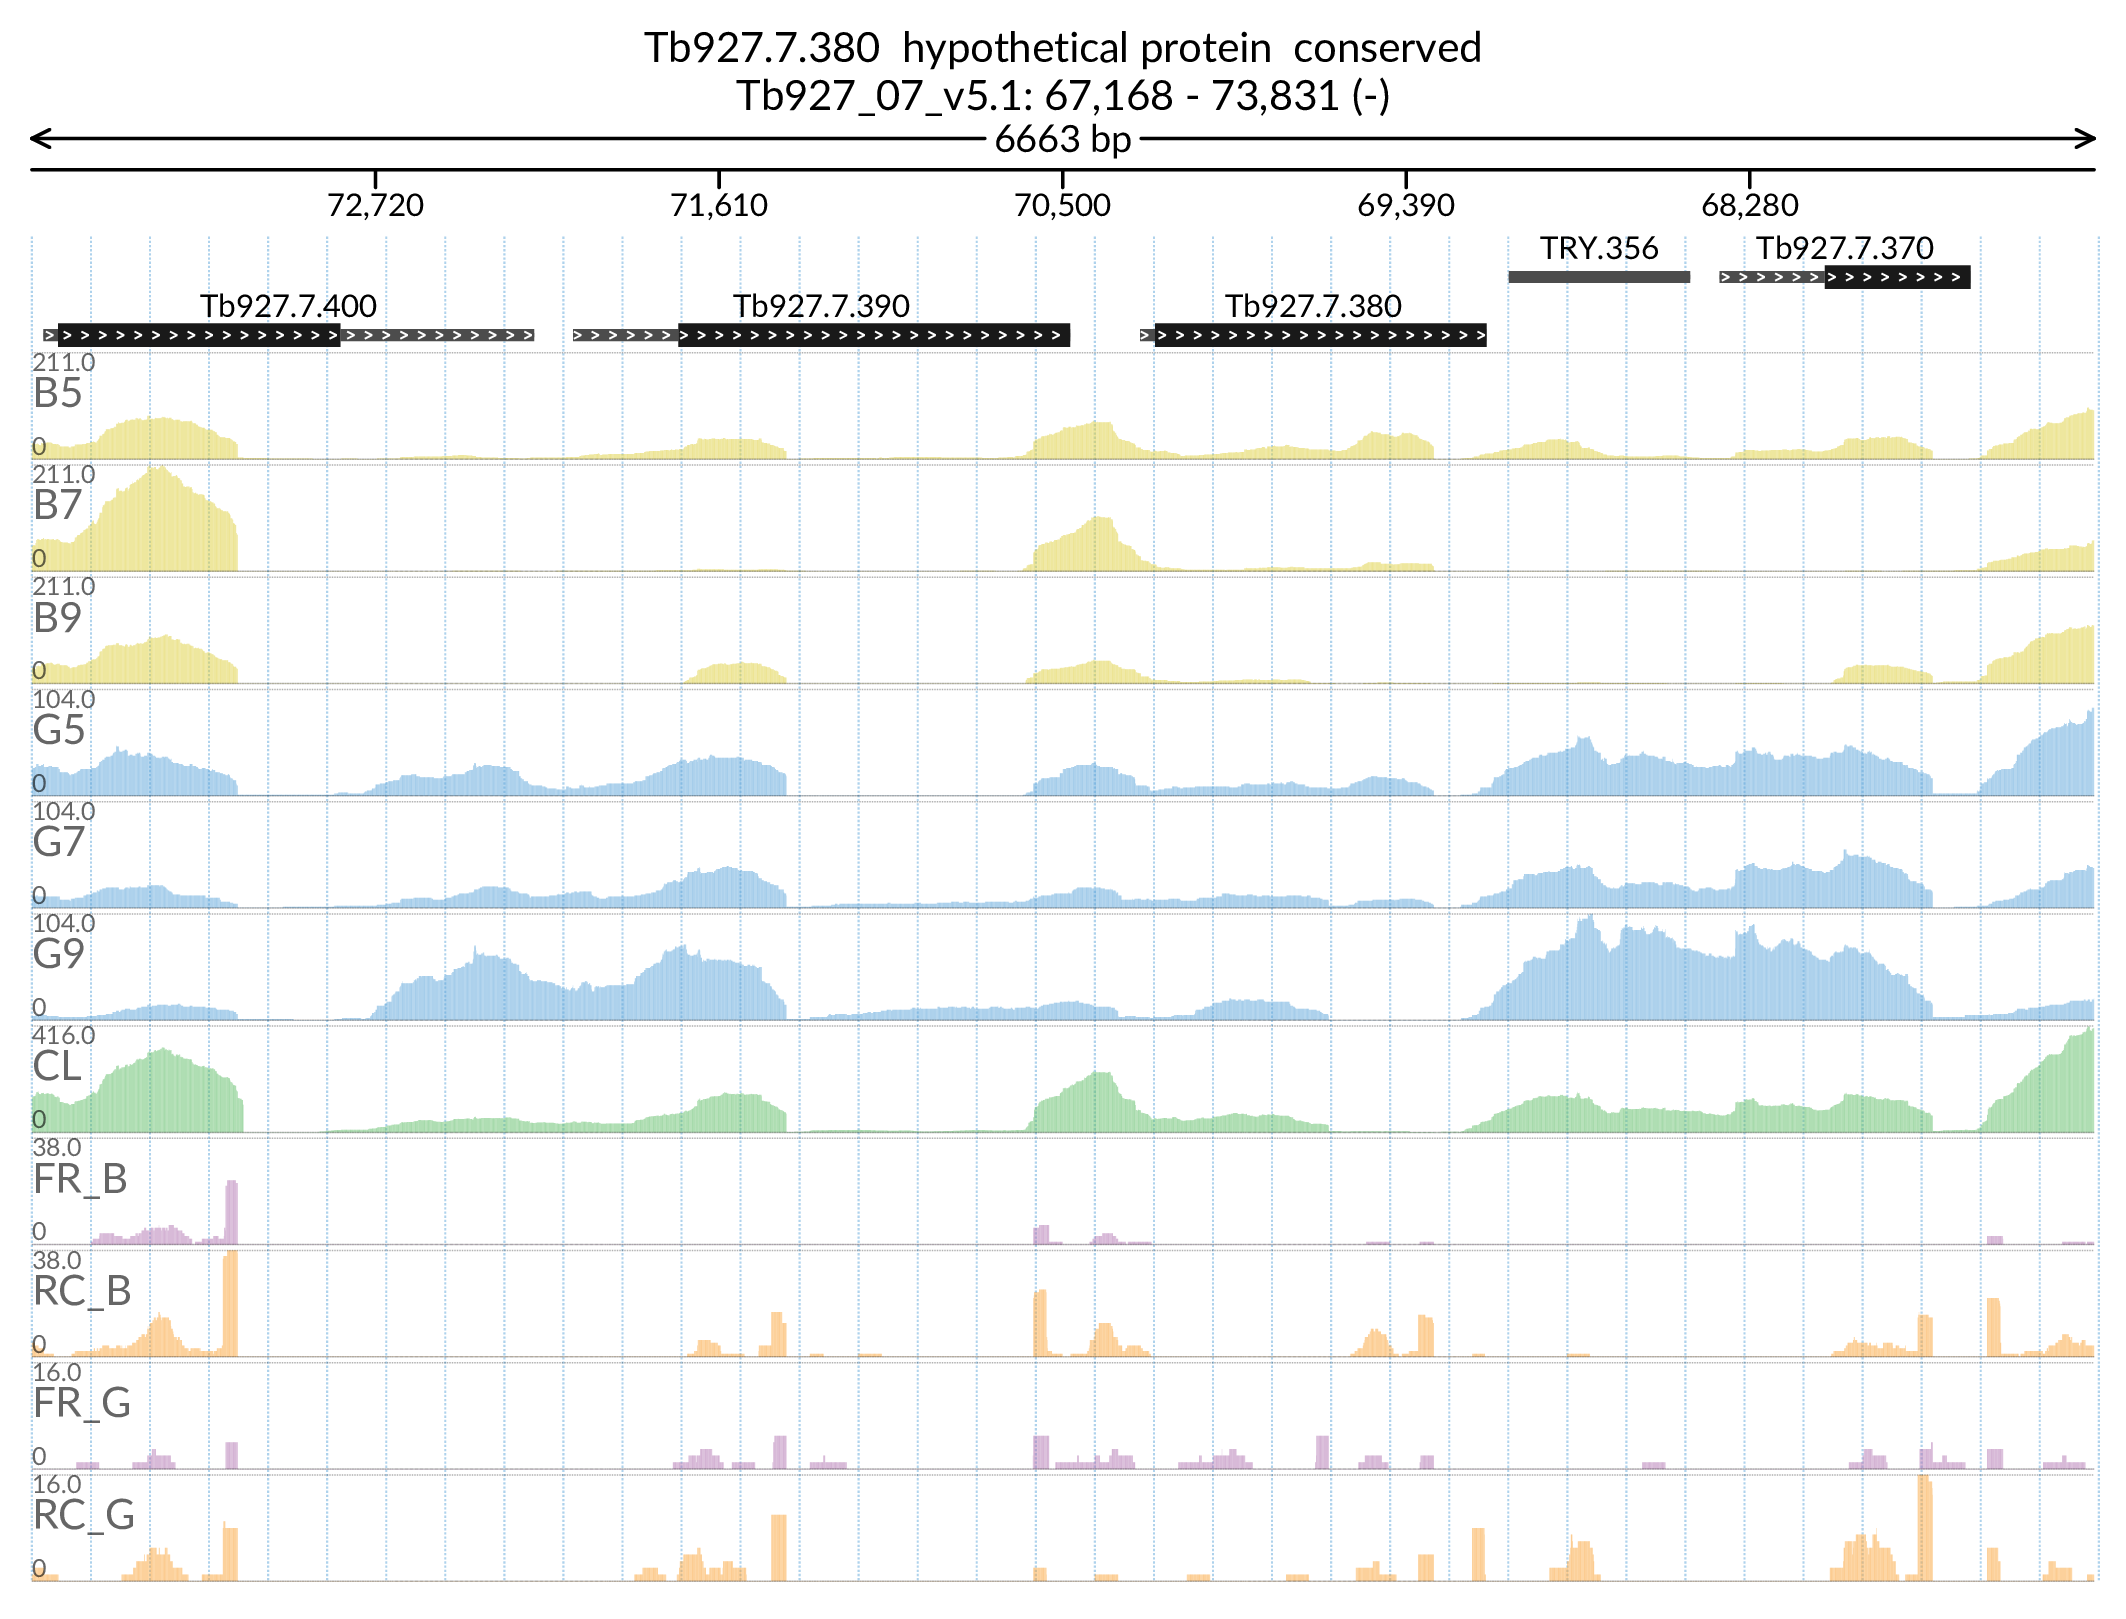 Tb927.7.380 hypothetical protein conserved
Tb927_07_v5.1: 67,168 - 73,831 (-)
6663 bp
72,720 71,610 70,500 69,390 68,280
TRY.356 Tb927.7.370
Tb927.7.400 Tb927.7.390 Tb927.7.380
211.0
B5
0
211.0
B7
0
211.0
B9
0
104.0
G5
0
104.0
G7
0
104.0
G9
0
416.0
CL
0
38.0
FR_B
0
38.0
RC_B
0
16.0
FR_G
0
16.0
RC_G
0